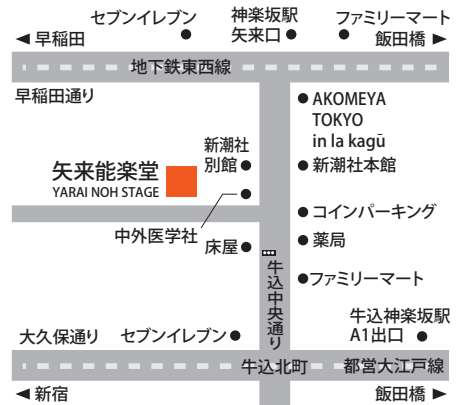 セブンイレブン
神楽坂駅
矢来口
ファミリーマート
◀ 早稲田
飯田橋 ▶
地下鉄東西線
早稲田通り
AKOMEYA
TOKYO
in la kagū
新潮社
別館
新潮社本館
矢来能楽堂
YARAI NOH STAGE
中外医学社
コインパーキング
床屋
薬局
牛込中央通り
ファミリーマート
牛込神楽坂駅
A1出口
大久保通り
セブンイレブン
牛込北町
都営大江戸線
◀ 新宿
飯田橋 ▶